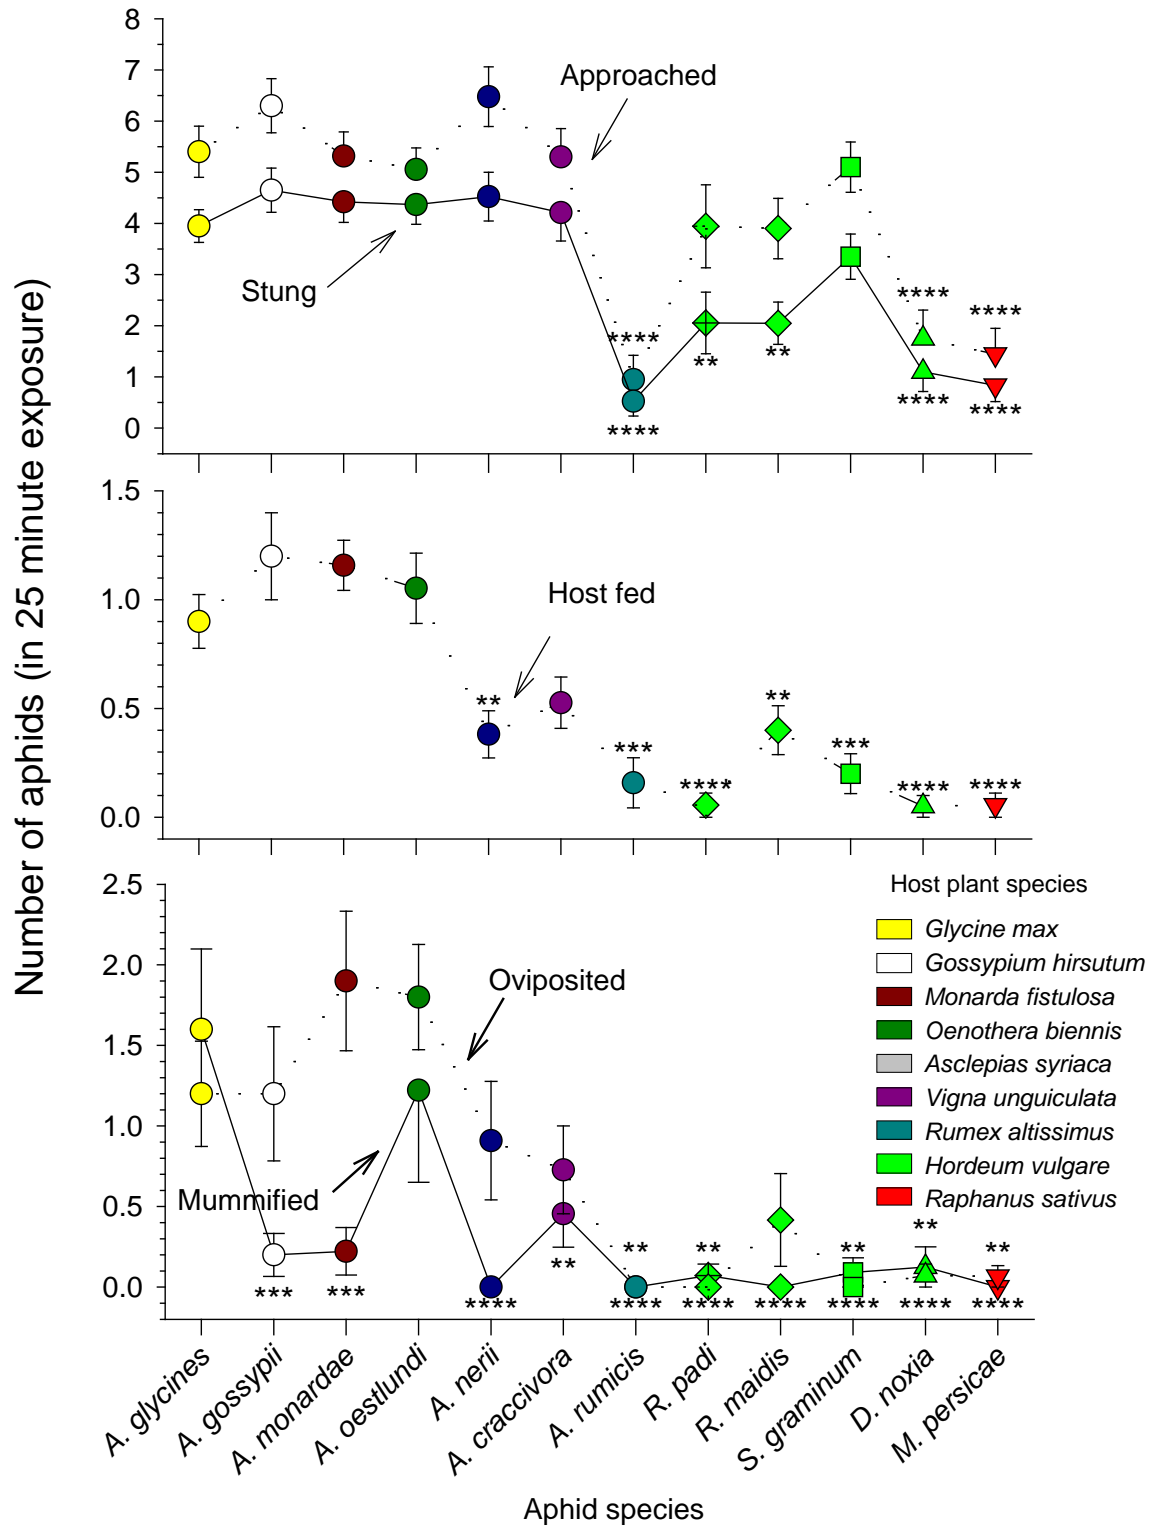 Number of aphids (in 25 minute exposure)
8
7
6
5
4
3
2
1
0
Approached
Stung
****
****
**
**
****
****
****
****
1.5
1.0
0.5
0.0
Host fed
**
***
****
**
***
****
****
2.5
2.0
1.5
1.0
0.5
0.0
Oviposited
Mummified
**
**
**
**
**
**
***
***
****
****
****
****
****
****
****
Host plant species
Glycine max
Gossypium hirsutum
Monarda fistulosa
Oenothera biennis
Asclepias syriaca
Vigna unguiculata
Rumex altissimus
Hordeum vulgare
Raphanus sativus
A. glycines
A. gossypii
A. monardae
A. oestlundi
A. nerii
A. craccivora
A. rumicis
R. padi
R. maidis
S. graminum
D. noxia
M. persicae
Aphid species